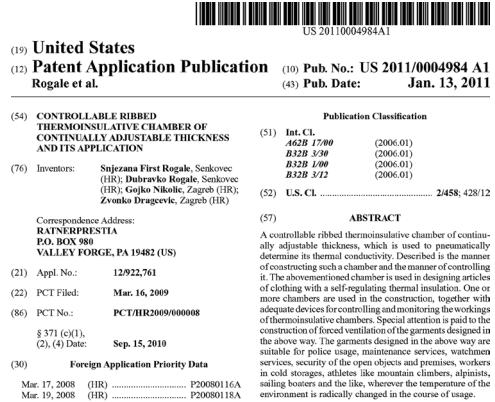 US 20110004984A1
(19) United States
(12) Patent Application Publication
Rogale et al.
(10) Pub. No.: US 2011/0004984 A1
(43) Pub. Date: Jan. 13, 2011
(54) CONTROLLABLE RIBBED
THERMOINSULATIVE CHAMBER OF
CONTINUALLY ADJUSTABLE THICKNESS
AND ITS APPLICATION
(76) Inventors: Snjezana First Rogale, Senkovec
(HR); Dubravko Rogale, Senkovec
(HR); Gojko Nikolic, Zagreb (HR);
Zvonko Dragcevic, Zagreb (HR)
Correspondence Address:
RATNERPRESTIA
P.O. BOX 980
VALLEY FORGE, PA 19482 (US)
(21) Appl. No.: 12/922,761
(22) PCT Filed: Mar. 16, 2009
(86) PCT No.: PCT/HR2009/000008
§ 371 (c)(1),
(2), (4) Date: Sep. 15, 2010
(30) Foreign Application Priority Data
Mar. 17, 2008 (HR) ................................ P20080116A
Mar. 19, 2008 (HR) ................................ P20080118A
Publication Classification
(51) Int. Cl.
A62B 17/00 (2006.01)
B32B 3/30 (2006.01)
B32B 1/00 (2006.01)
B32B 3/12 (2006.01)
(52) U.S. Cl. ........................................... 2/458; 428/12
(57) ABSTRACT
A controllable ribbed thermoinsulative chamber of continu-
ally adjustable thickness, which is used to pneumatically
determine its thermal conductivity. Described is the manner
of constructing such a chamber and the manner of controlling
it. The abovementioned chamber is used in designing articles
of clothing with a self-regulating thermal insulation. One or
more chambers are used in the construction, together with
adequate devices for controlling and monitoring the workings
of thermoinsulative chambers. Special attention is paid to the
construction of forced ventilation of the garments designed in
the above way. The garments designed in the above way are
suitable for police usage, maintenance services, watchmen
services, security of the open objects and premises, workers
in cold storages, athletes like mountain climbers, alpinists,
sailing boaters and the like, wherever the temperature of the
environment is radically changed in the course of usage.